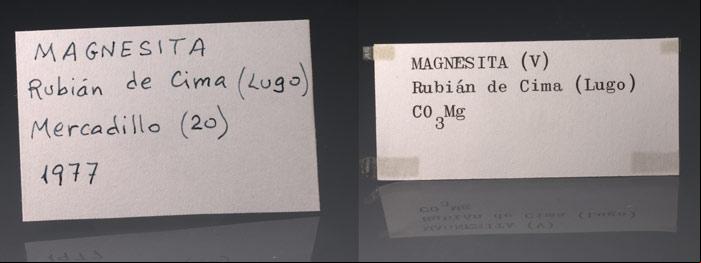 MAGNESITA
Rubián de Cima (Lugo)
Mercadillo (20)
1977
MAGNESITA (V)
Rubián de Cima (Lugo)
CO3Mg